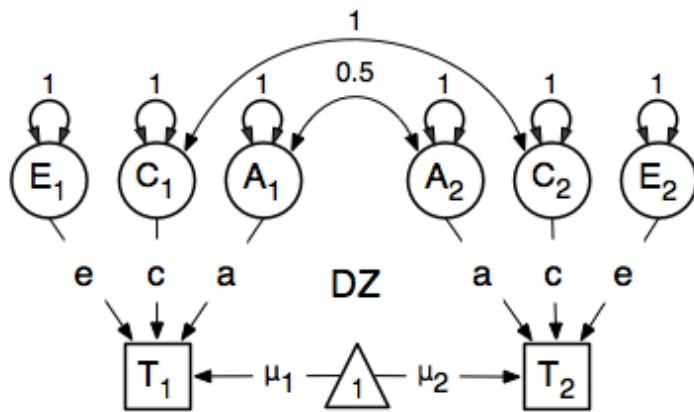 1
0.5
1 1 1 1 1 1
E₁ C₁ A₁ A₂ C₂ E₂
e c a a c e
DZ
T₁ μ₁ 1 μ₂ T₂